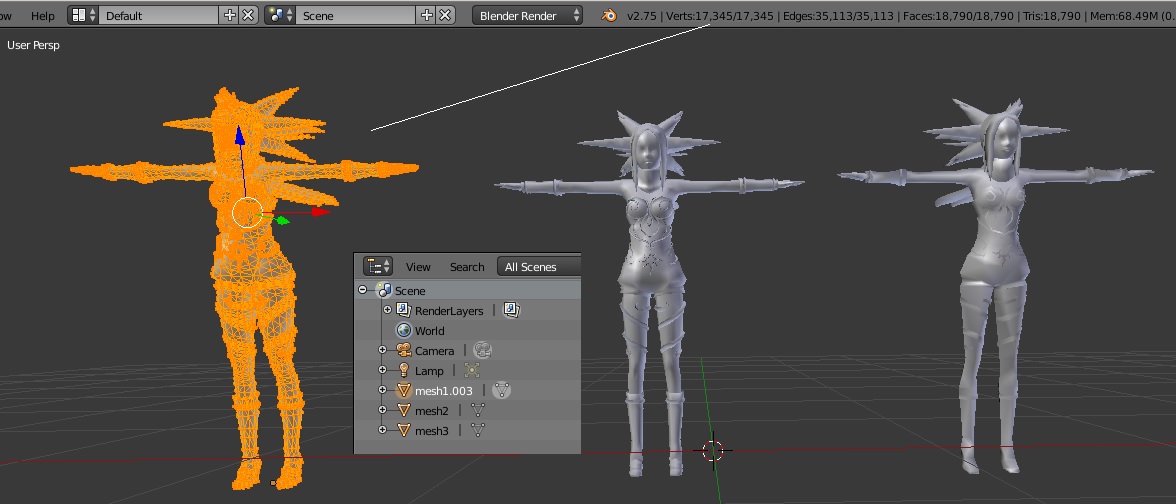 ow Help Default Scene Blender Render v2.75 | Verts:17,345/17,345 | Edges:35,113/35,113 | Faces:18,790/18,790 | Tris:18,790 | Mem:68.49M (0.
User Persp
View Search All Scenes
Scene
RenderLayers |
World
Camera |
Lamp |
mesh1.003 |
mesh2 |
mesh3 |